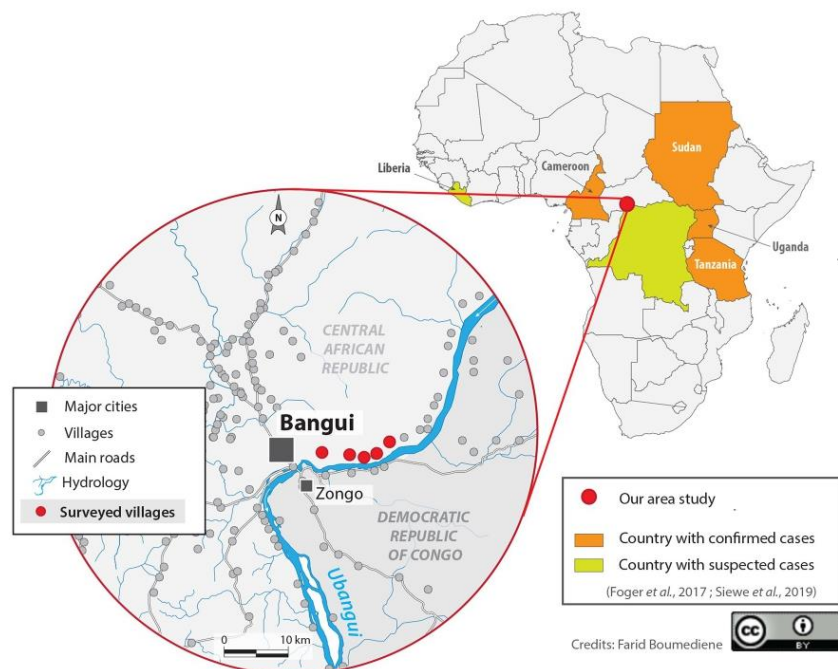 Liberia
Cameroon
Sudan
Uganda
Tanzania
N
CENTRAL
AFRICAN
REPUBLIC
Bangui
Zongo
DEMOCRATIC
REPUBLIC
OF CONGO
Ubangui
0 10 km
Major cities
Villages
Main roads
Hydrology
Surveyed villages
Our area study
Country with confirmed cases
Country with suspected cases
(Foger et al., 2017 ; Siewe et al., 2019)
Credits: Farid Boumediene
cc
BY